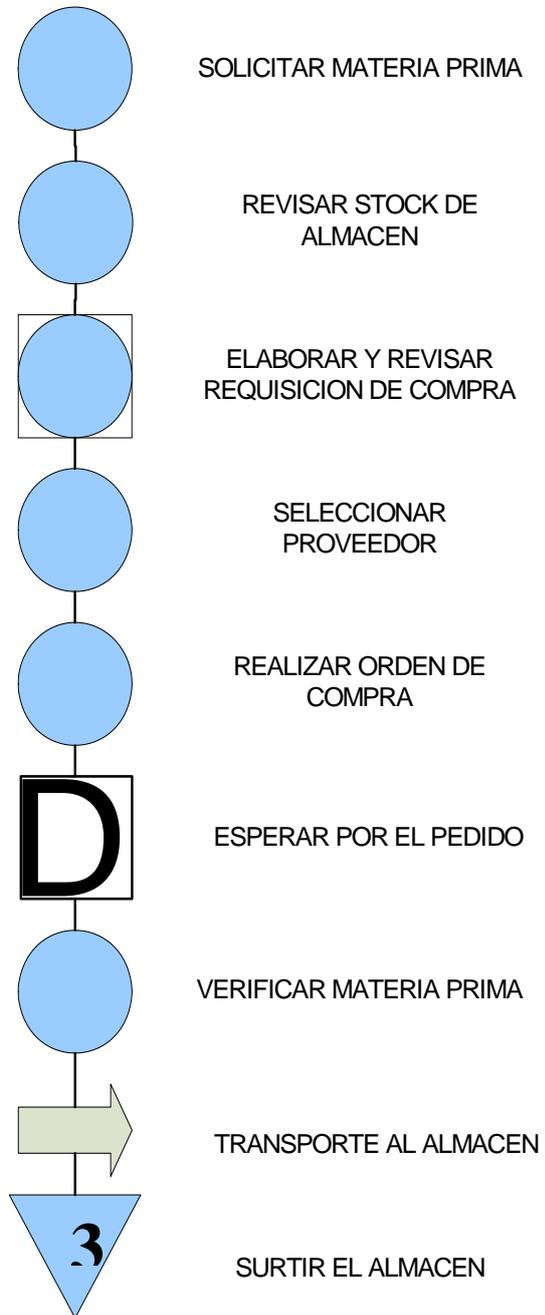 SOLICITAR MATERIA PRIMA
REVISAR STOCK DE
ALMACEN
ELABORAR Y REVISAR
REQUISICION DE COMPRA
SELECCIONAR
PROVEEDOR
REALIZAR ORDEN DE
COMPRA
D
ESPERAR POR EL PEDIDO
VERIFICAR MATERIA PRIMA
TRANSPORTE AL ALMACEN
3
SURTIR EL ALMACEN